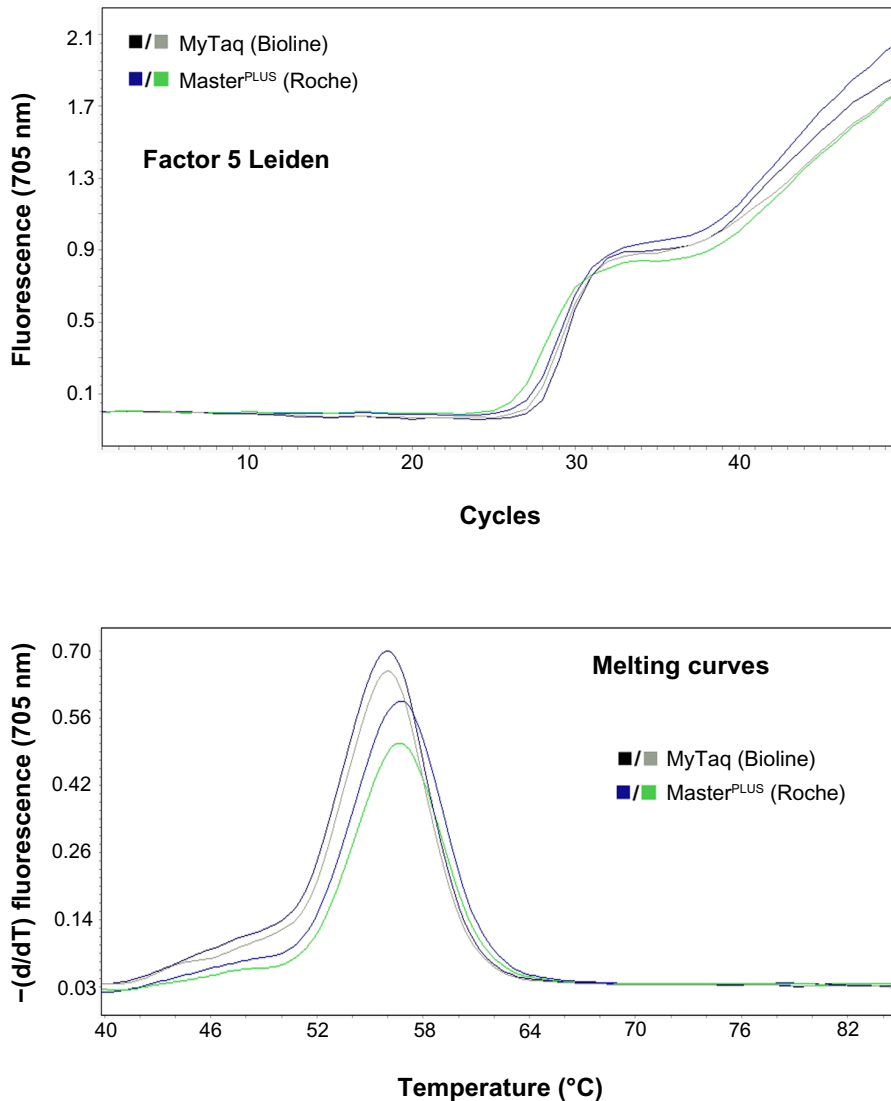 2.1
1.7
1.3
0.9
0.5
0.1
Fluorescence (705 nm)
/ MyTaq (Bioline)
/ MasterPLUS (Roche)
Factor 5 Leiden
10 20 30 40
Cycles
0.70
0.56
0.42
0.26
0.14
0.03
−(d/dT) fluorescence (705 nm)
Melting curves
/ MyTaq (Bioline)
/ MasterPLUS (Roche)
40 46 52 58 64 70 76 82
Temperature (°C)